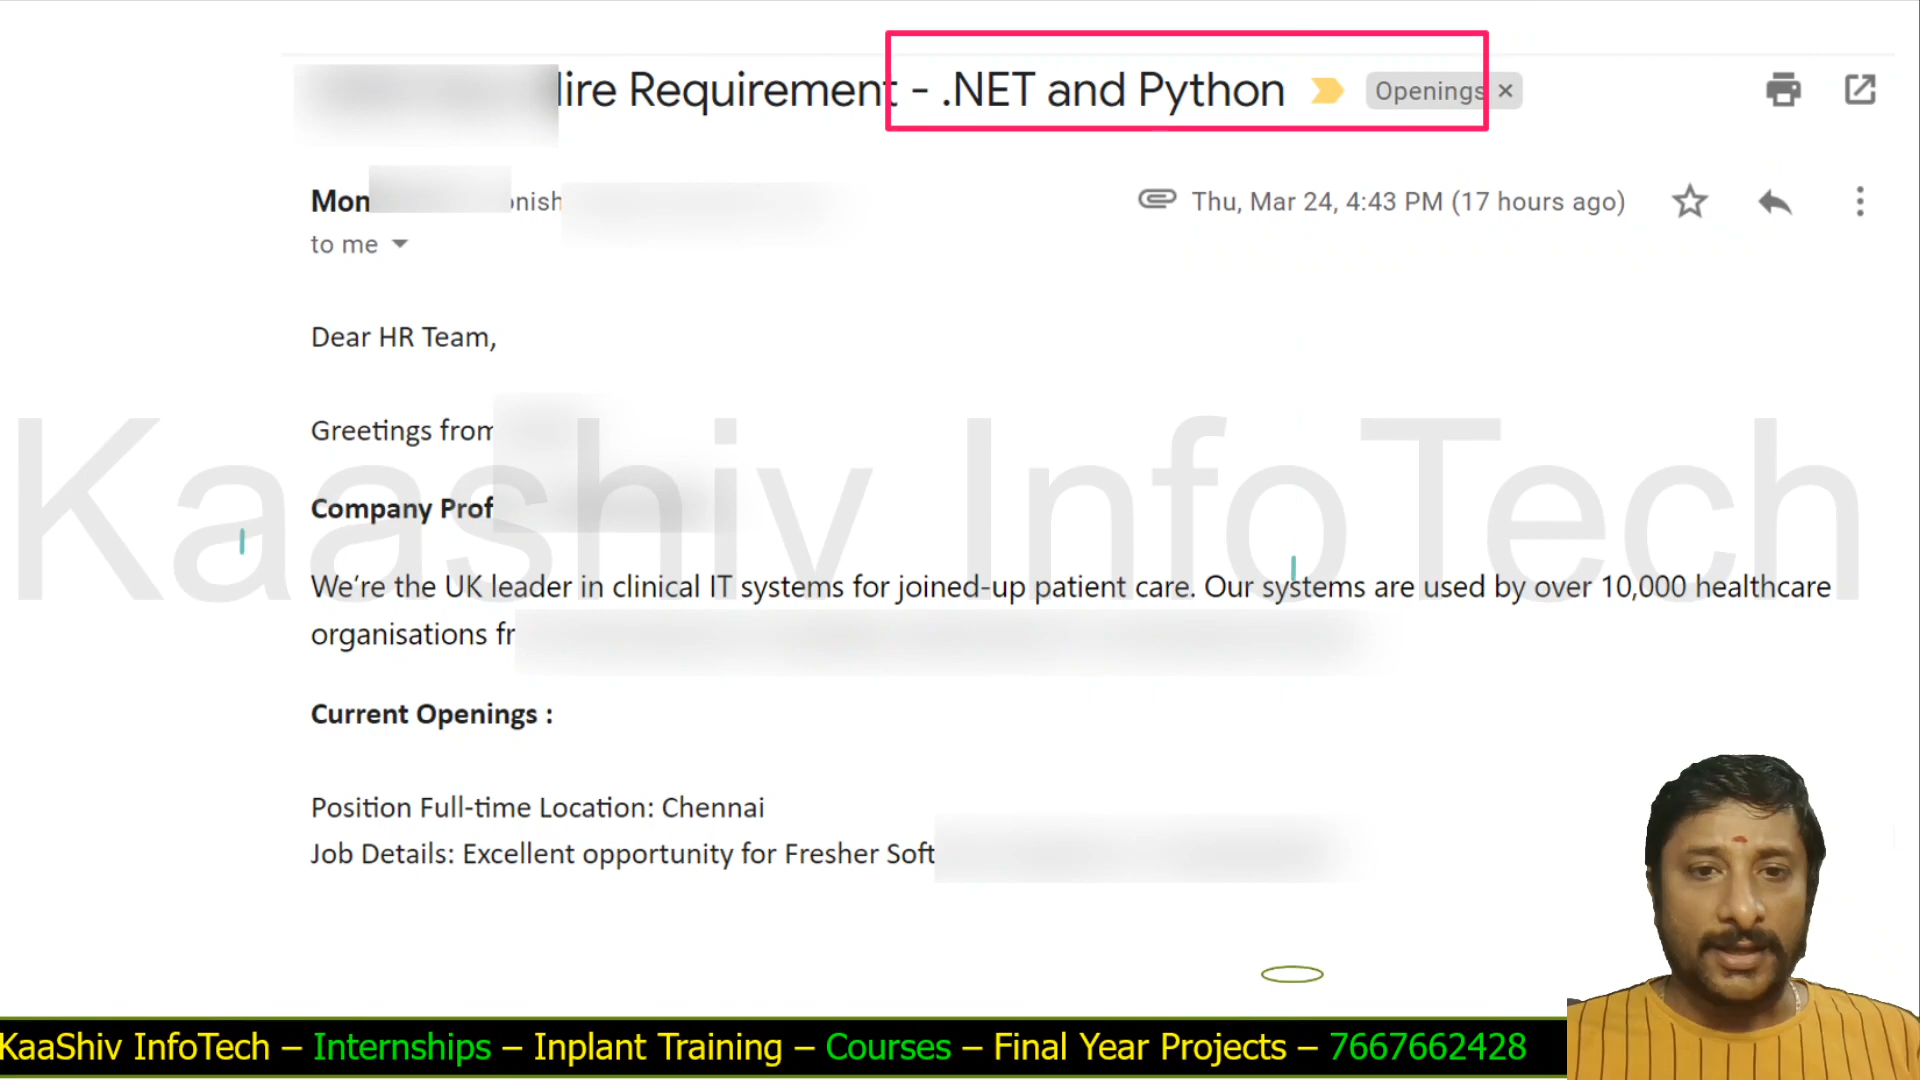 Requirement - .NET and Python Openings ×
Mon onish Thu, Mar 24, 4:43 PM (17 hours ago)
to me
Dear HR Team,
Greetings from
Company Prof
Kaashiv InfoTech
We’re the UK leader in clinical IT systems for joined-up patient care. Our systems are used by over 10,000 healthcare
organisations fr
Current Openings :
Position Full-time Location: Chennai
Job Details: Excellent opportunity for Fresher Soft
KaaShiv InfoTech – Internships – Inplant Training – Courses – Final Year Projects – 7667662428